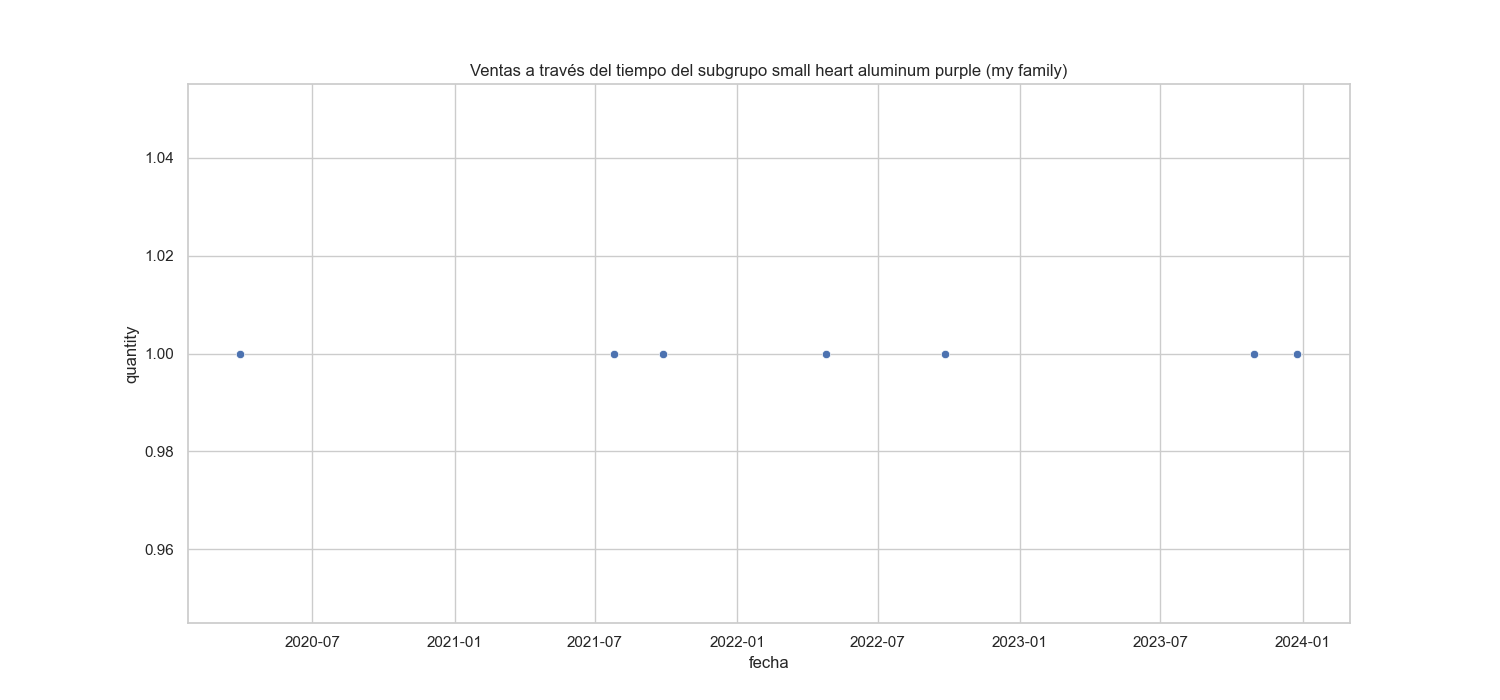 Ventas a través del tiempo del subgrupo small heart aluminum purple (my family)
1.04
1.02
1.00
0.98
0.96
quantity
2020-07 2021-01 2021-07 2022-01 2022-07 2023-01 2023-07 2024-01
fecha